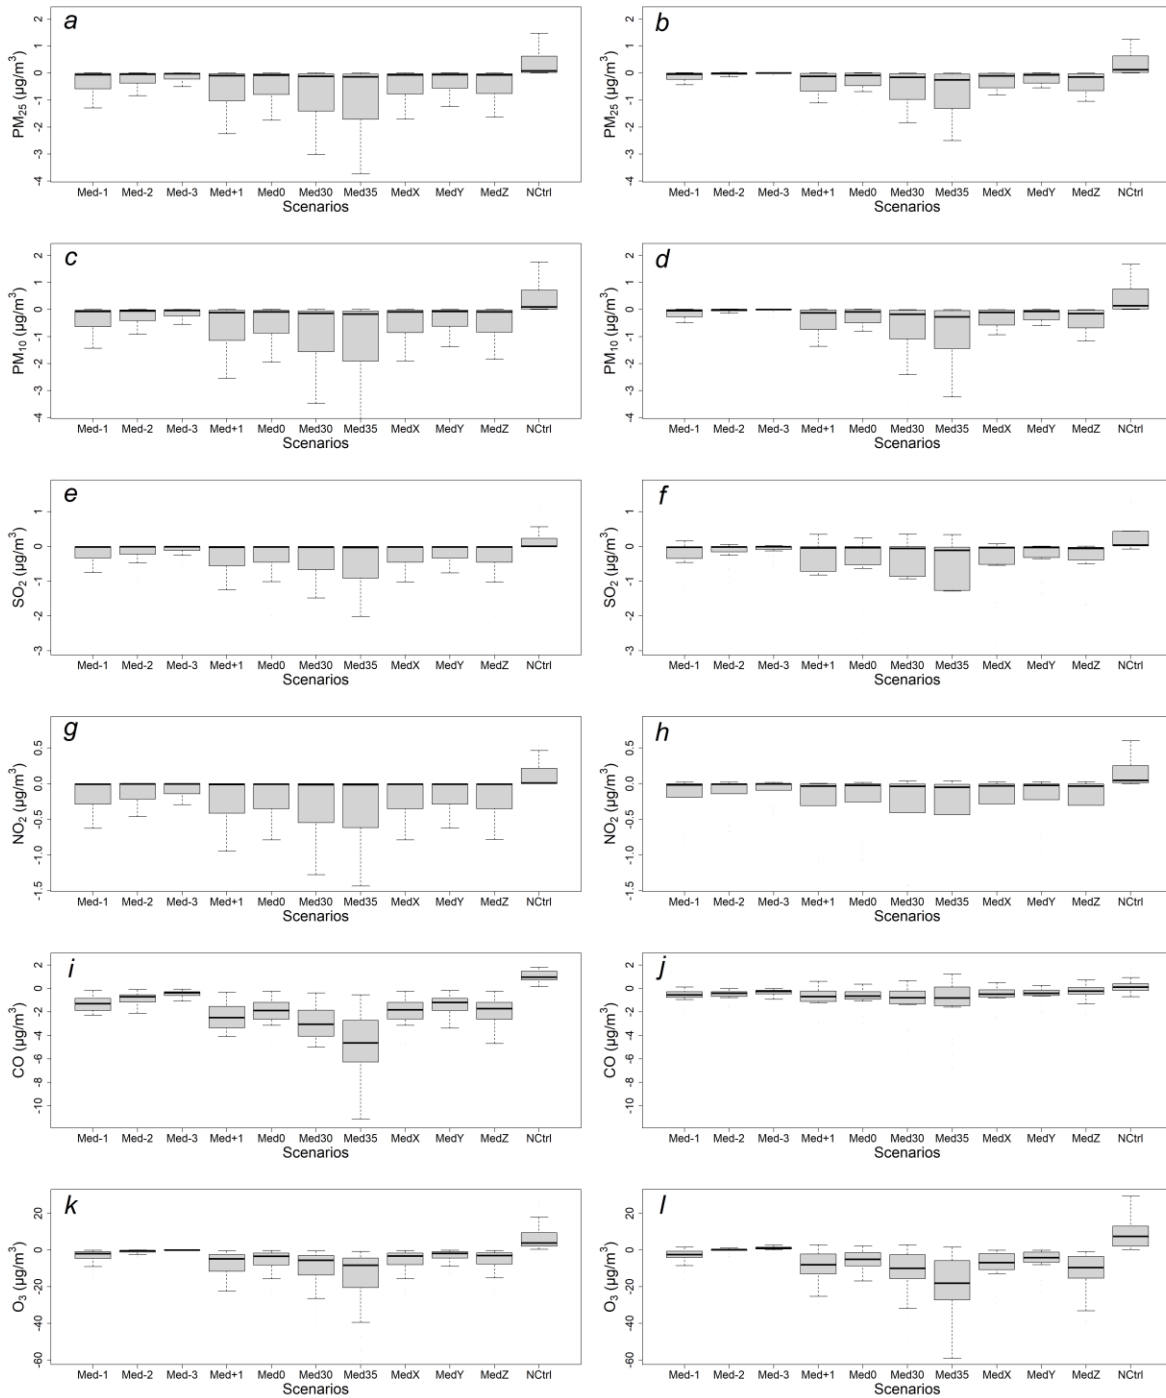 a
PM25 (µg/m3)
2
1
0
-1
-2
-3
-4
Med-1 Med-2 Med-3 Med+1 Med0 Med30 Med35 MedX MedY MedZ NCtrl
Scenarios
b
PM25 (µg/m3)
2
1
0
-1
-2
-3
-4
Med-1 Med-2 Med-3 Med+1 Med0 Med30 Med35 MedX MedY MedZ NCtrl
Scenarios
c
PM10 (µg/m3)
2
1
0
-1
-2
-3
-4
Med-1 Med-2 Med-3 Med+1 Med0 Med30 Med35 MedX MedY MedZ NCtrl
Scenarios
d
PM10 (µg/m3)
2
1
0
-1
-2
-3
-4
Med-1 Med-2 Med-3 Med+1 Med0 Med30 Med35 MedX MedY MedZ NCtrl
Scenarios
e
SO2 (µg/m3)
1
0
-1
-2
-3
Med-1 Med-2 Med-3 Med+1 Med0 Med30 Med35 MedX MedY MedZ NCtrl
Scenarios
f
SO2 (µg/m3)
1
0
-1
-2
-3
Med-1 Med-2 Med-3 Med+1 Med0 Med30 Med35 MedX MedY MedZ NCtrl
Scenarios
g
NO2 (µg/m3)
0.5
0.0
-0.5
-1.0
-1.5
Med-1 Med-2 Med-3 Med+1 Med0 Med30 Med35 MedX MedY MedZ NCtrl
Scenarios
h
NO2 (µg/m3)
0.5
0.0
-0.5
-1.0
-1.5
Med-1 Med-2 Med-3 Med+1 Med0 Med30 Med35 MedX MedY MedZ NCtrl
Scenarios
i
CO (µg/m3)
2
0
-2
-4
-6
-8
-10
Med-1 Med-2 Med-3 Med+1 Med0 Med30 Med35 MedX MedY MedZ NCtrl
Scenarios
j
CO (µg/m3)
2
0
-2
-4
-6
-8
-10
Med-1 Med-2 Med-3 Med+1 Med0 Med30 Med35 MedX MedY MedZ NCtrl
Scenarios
k
O3 (µg/m3)
20
0
-20
-40
-60
Med-1 Med-2 Med-3 Med+1 Med0 Med30 Med35 MedX MedY MedZ NCtrl
Scenarios
l
O3 (µg/m3)
20
0
-20
-40
-60
Med-1 Med-2 Med-3 Med+1 Med0 Med30 Med35 MedX MedY MedZ NCtrl
Scenarios